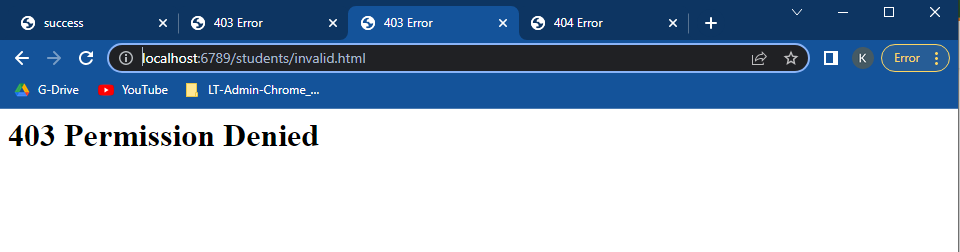 success
403 Error
403 Error
404 Error
localhost:6789/students/invalid.html
K
Error
G-Drive
YouTube
LT-Admin-Chrome_...
403 Permission Denied